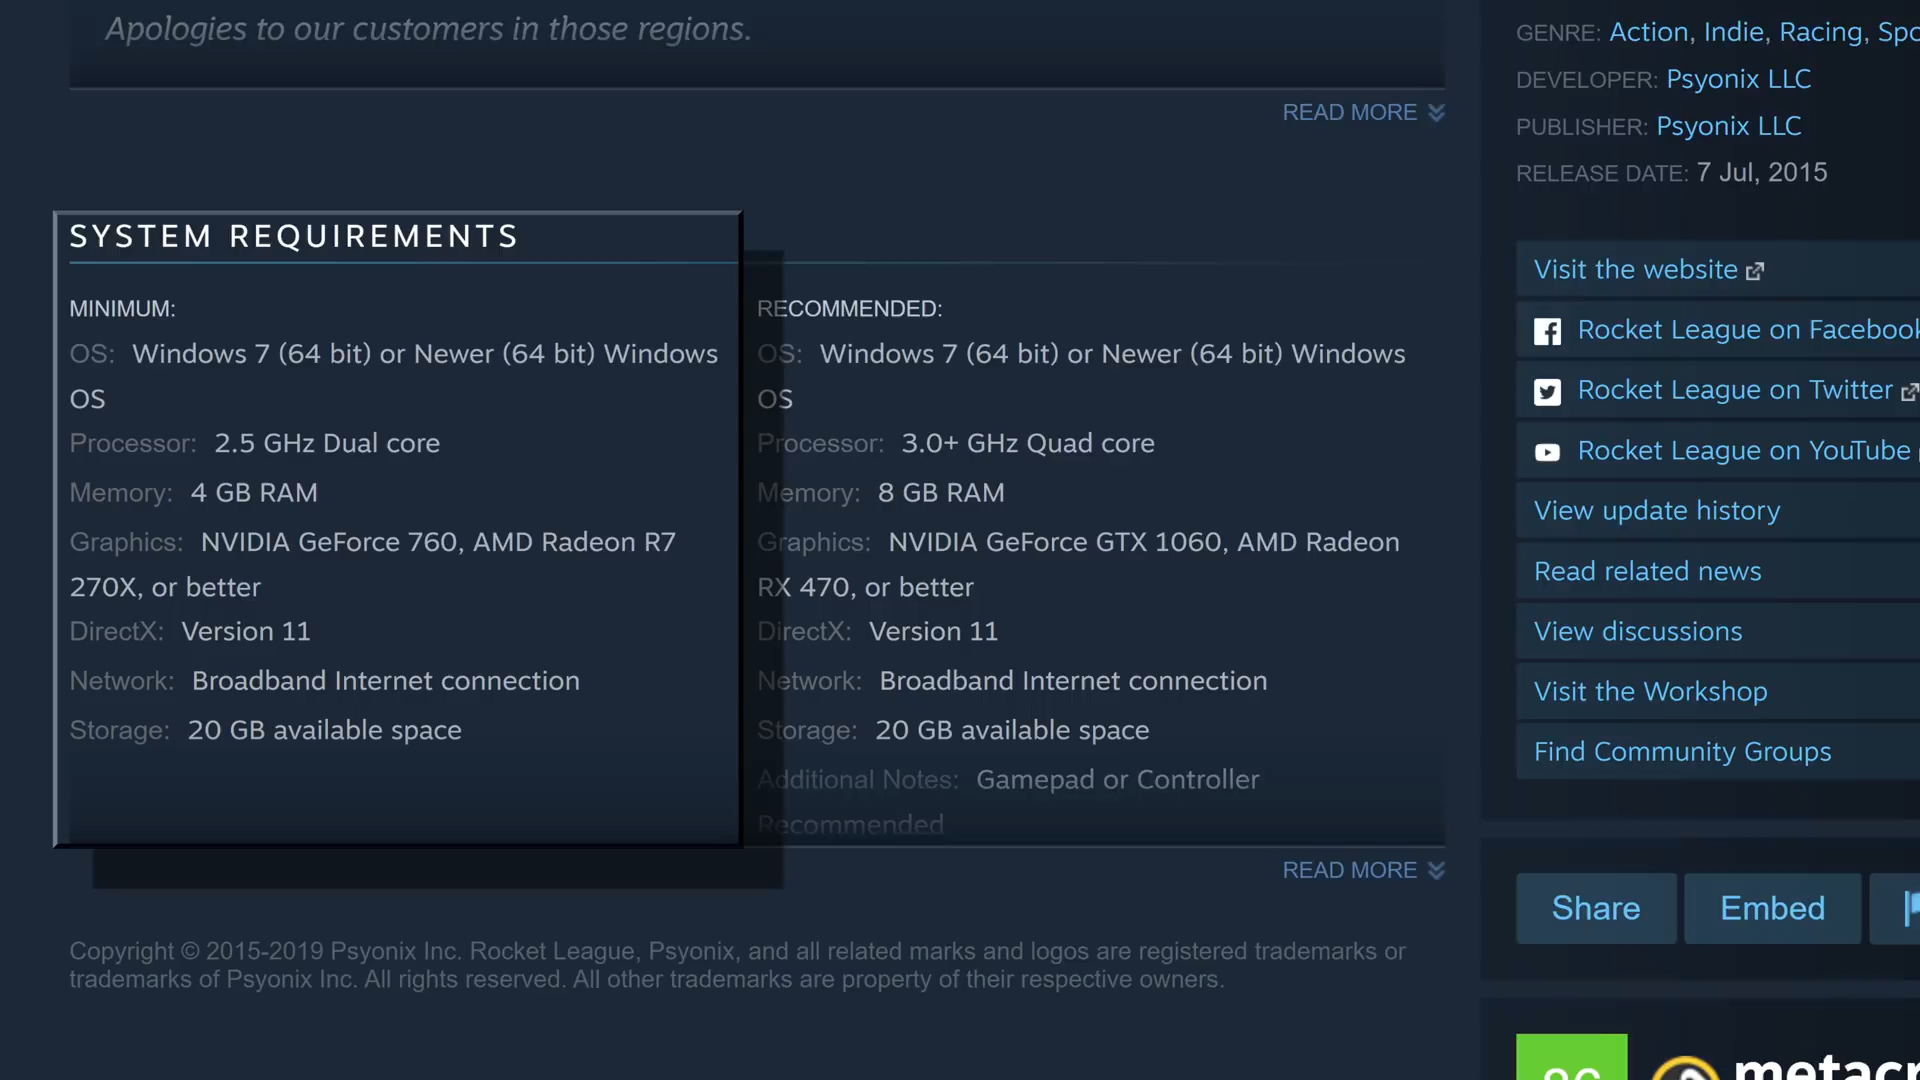 Apologies to our customers in those regions.
READ MORE
SYSTEM REQUIREMENTS
MINIMUM:
OS: Windows 7 (64 bit) or Newer (64 bit) Windows
OS
Processor: 2.5 GHz Dual core
Memory: 4 GB RAM
Graphics: NVIDIA GeForce 760, AMD Radeon R7
270X, or better
DirectX: Version 11
Network: Broadband Internet connection
Storage: 20 GB available space
RECOMMENDED:
OS: Windows 7 (64 bit) or Newer (64 bit) Windows
OS
Processor: 3.0+ GHz Quad core
Memory: 8 GB RAM
Graphics: NVIDIA GeForce GTX 1060, AMD Radeon
RX 470, or better
DirectX: Version 11
Network: Broadband Internet connection
Storage: 20 GB available space
Additional Notes: Gamepad or Controller
Recommended
READ MORE
Copyright © 2015-2019 Psyonix Inc. Rocket League, Psyonix, and all related marks and logos are registered trademarks or
trademarks of Psyonix Inc. All rights reserved. All other trademarks are property of their respective owners.
GENRE: Action, Indie, Racing,
DEVELOPER: Psyonix LLC
PUBLISHER: Psyonix LLC
RELEASE DATE: 7 Jul, 2015
Visit the website
Rocket League on Facebook
Rocket League on Twitter
Rocket League on YouTube
View update history
Read related news
View discussions
Visit the Workshop
Find Community Groups
Share
Embed